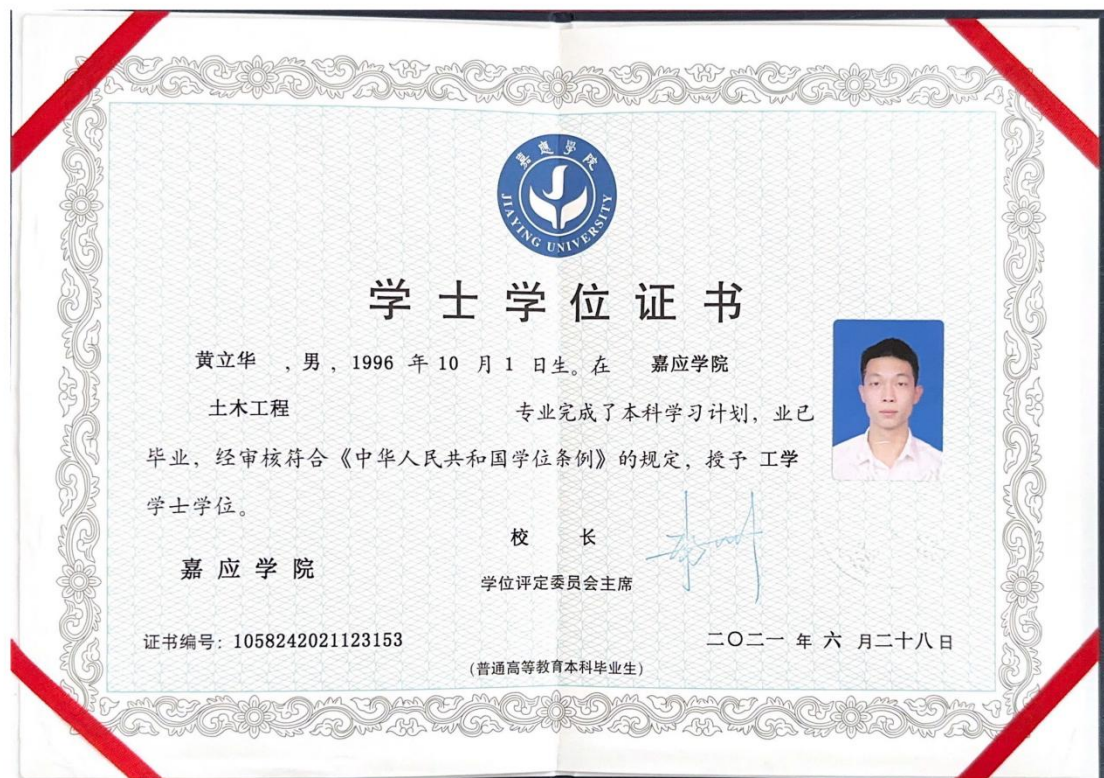 嘉應學院
JIAYING UNIVERSITY
学士学位证书
黄立华 ，男，1996 年 10 月 1 日生。在 嘉应学院
土木工程 专业完成了本科学习计划，业已
毕业，经审核符合《中华人民共和国学位条例》的规定，授予 工学
学士学位。
校 长
嘉应学院
学位评定委员会主席
证书编号：1058242021123153
二〇二一 年 六 月二十八日
(普通高等教育本科毕业生)